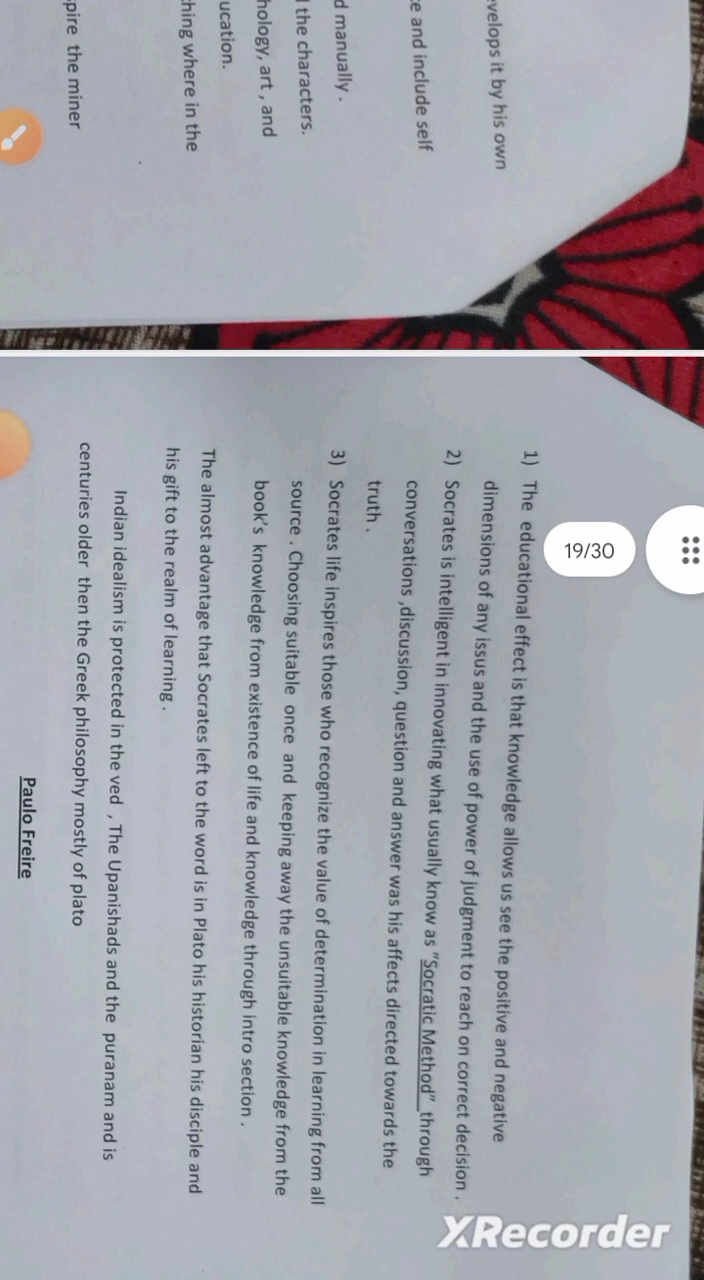 evelops it by his own
e and include self
d manually .
the characters.
hology, art , and
ucation.
hing where in the
pire the miner
19/30
1) The educational effect is that knowledge allows us see the positive and negative
dimensions of any issus and the use of power of judgment to reach on correct decision .
2) Socrates is intelligent in innovating what usually know as "Socratic Method" through
conversations ,discussion, question and answer was his affects directed towards the
truth .
3) Socrates life inspires those who recognize the value of determination in learning from all
source . Choosing suitable once and keeping away the unsuitable knowledge from the
book's knowledge from existence of life and knowledge through intro section .
The almost advantage that Socrates left to the word is in Plato his historian his disciple and
his gift to the realm of learning .
Indian idealism is protected in the ved , The Upanishads and the puranam and is
centuries older then the Greek philosophy mostly of plato
Paulo Freire
XRecorder